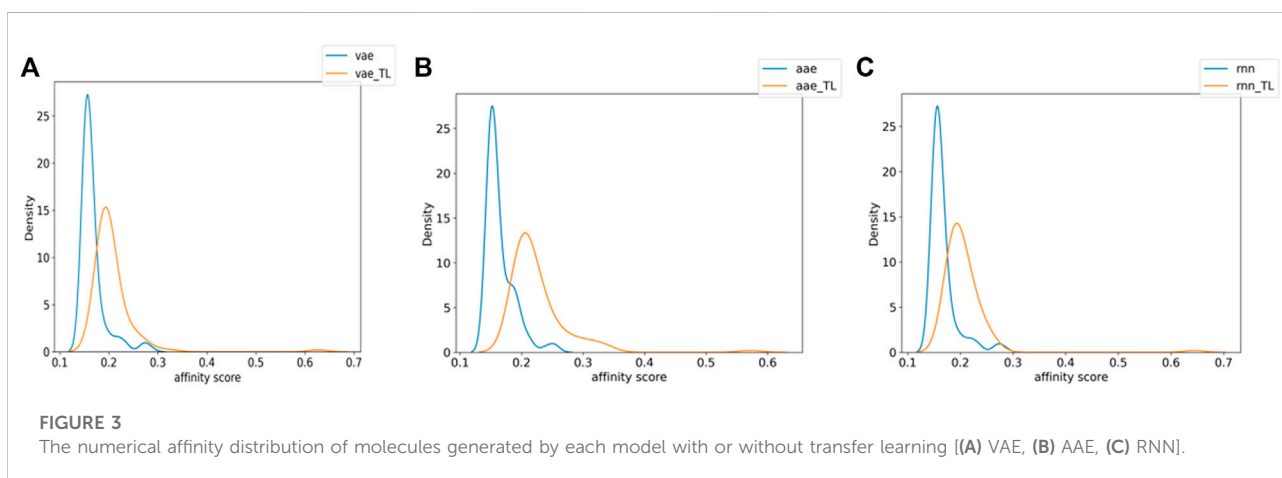 A
vae
vae_TL
Density
25
20
15
10
5
0
0.1 0.2 0.3 0.4 0.5 0.6 0.7
affinity score
B
aae
aae_TL
Density
25
20
15
10
5
0
0.1 0.2 0.3 0.4 0.5 0.6
affinity score
C
rnn
rnn_TL
Density
25
20
15
10
5
0
0.1 0.2 0.3 0.4 0.5 0.6 0.7
affinity score
FIGURE 3
The numerical affinity distribution of molecules generated by each model with or without transfer learning [(A) VAE, (B) AAE, (C) RNN].